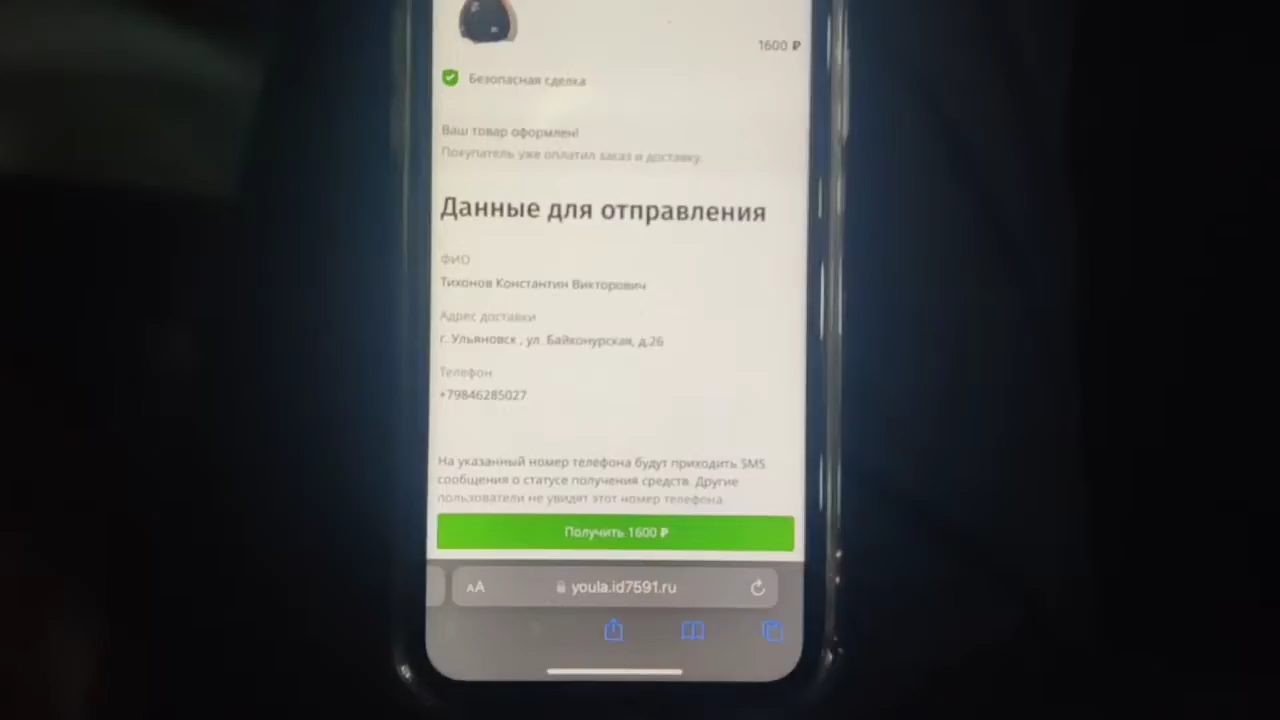 1600 ₽
Безопасная сделка
Ваш товар оформлен!
Покупатель уже оплатил заказ и доставку.
Данные для отправления
ФИО
Тихонов Константин Викторович
Адрес доставки
г. Ульяновск , ул. Байконурская, д.26
Телефон
+79846285027
На указанный номер телефона будут приходить SMS
сообщения о статусе получения средств. Другие
пользователи не увидят этот номер телефона.
Получить 1600 ₽
AA youla.id7591.ru